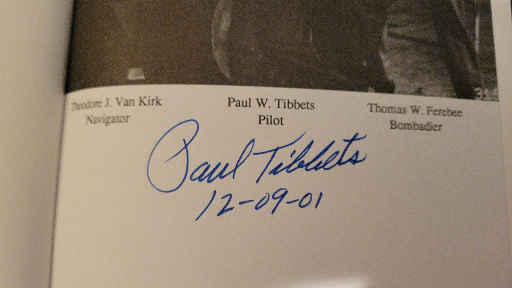 Theodore J. Van Kirk
Navigator
Paul W. Tibbets
Pilot
Thomas W. Ferebee
Bombadier
Paul Tibbets
12-09-01